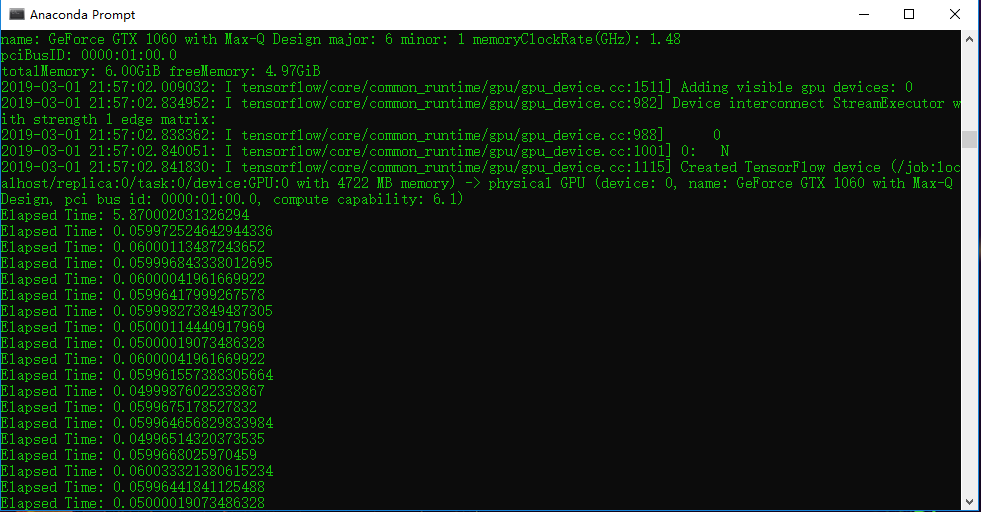 Anaconda Prompt
name: GeForce GTX 1060 with Max-Q Design major: 6 minor: 1 memoryClockRate(GHz): 1.48
pciBusID: 0000:01:00.0
totalMemory: 6.00GiB freeMemory: 4.97GiB
2019-03-01 21:57:02.009032: I tensorflow/core/common_runtime/gpu/gpu_device.cc:1511] Adding visible gpu devices: 0
2019-03-01 21:57:02.834952: I tensorflow/core/common_runtime/gpu/gpu_device.cc:982] Device interconnect StreamExecutor w
ith strength 1 edge matrix:
2019-03-01 21:57:02.838362: I tensorflow/core/common_runtime/gpu/gpu_device.cc:988]      0
2019-03-01 21:57:02.840051: I tensorflow/core/common_runtime/gpu/gpu_device.cc:1001] 0:   N
2019-03-01 21:57:02.841830: I tensorflow/core/common_runtime/gpu/gpu_device.cc:1115] Created TensorFlow device (/job:loc
alhost/replica:0/task:0/device:GPU:0 with 4722 MB memory) -> physical GPU (device: 0, name: GeForce GTX 1060 with Max-Q
Design, pci bus id: 0000:01:00.0, compute capability: 6.1)
Elapsed Time: 5.870002031326294
Elapsed Time: 0.059972524642944336
Elapsed Time: 0.06000113487243652
Elapsed Time: 0.059996843338012695
Elapsed Time: 0.06000041961669922
Elapsed Time: 0.05996417999267578
Elapsed Time: 0.059998273849487305
Elapsed Time: 0.05000114440917969
Elapsed Time: 0.05000019073486328
Elapsed Time: 0.06000041961669922
Elapsed Time: 0.059961557388305664
Elapsed Time: 0.04999876022338867
Elapsed Time: 0.0599675178527832
Elapsed Time: 0.059964656829833984
Elapsed Time: 0.04996514320373535
Elapsed Time: 0.0599668025970459
Elapsed Time: 0.060033321380615234
Elapsed Time: 0.05996441841125488
Elapsed Time: 0.05000019073486328